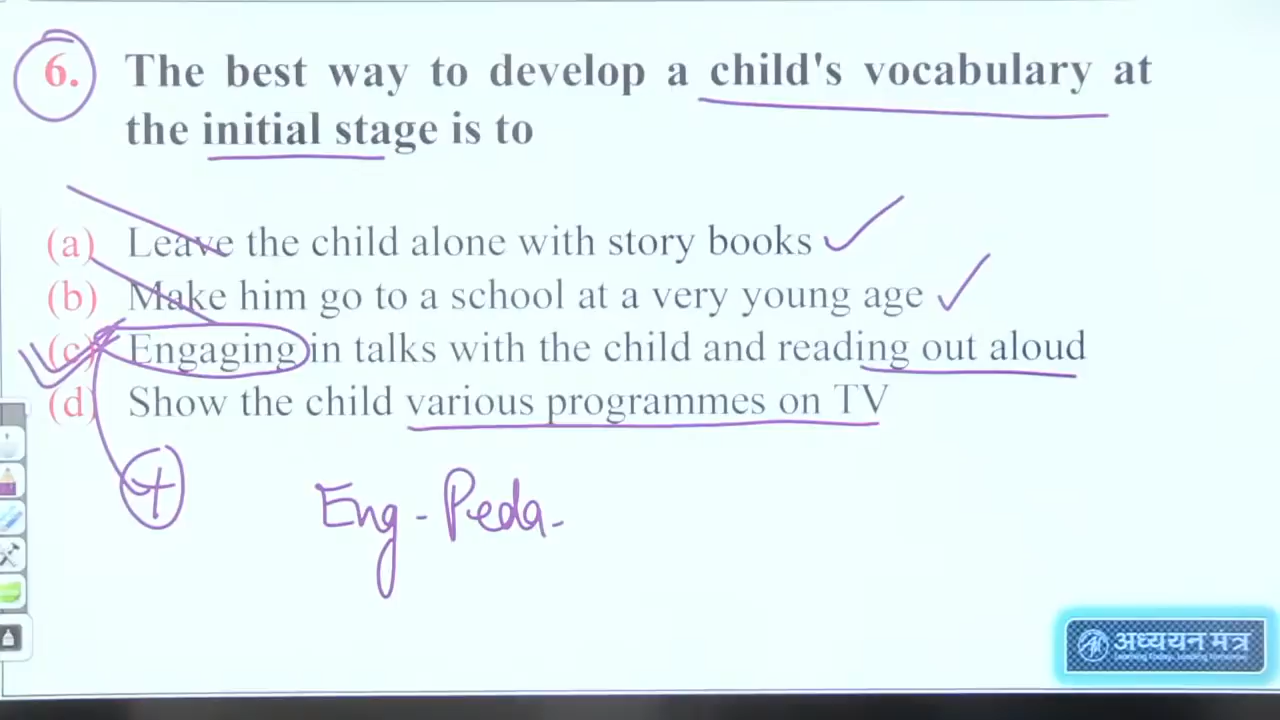 6. The best way to develop a child's vocabulary at
the initial stage is to
(a) Leave the child alone with story books
(b) Make him go to a school at a very young age
(c) Engaging in talks with the child and reading out aloud
(d) Show the child various programmes on TV
Eng - Peda-
अध्ययन मंत्र